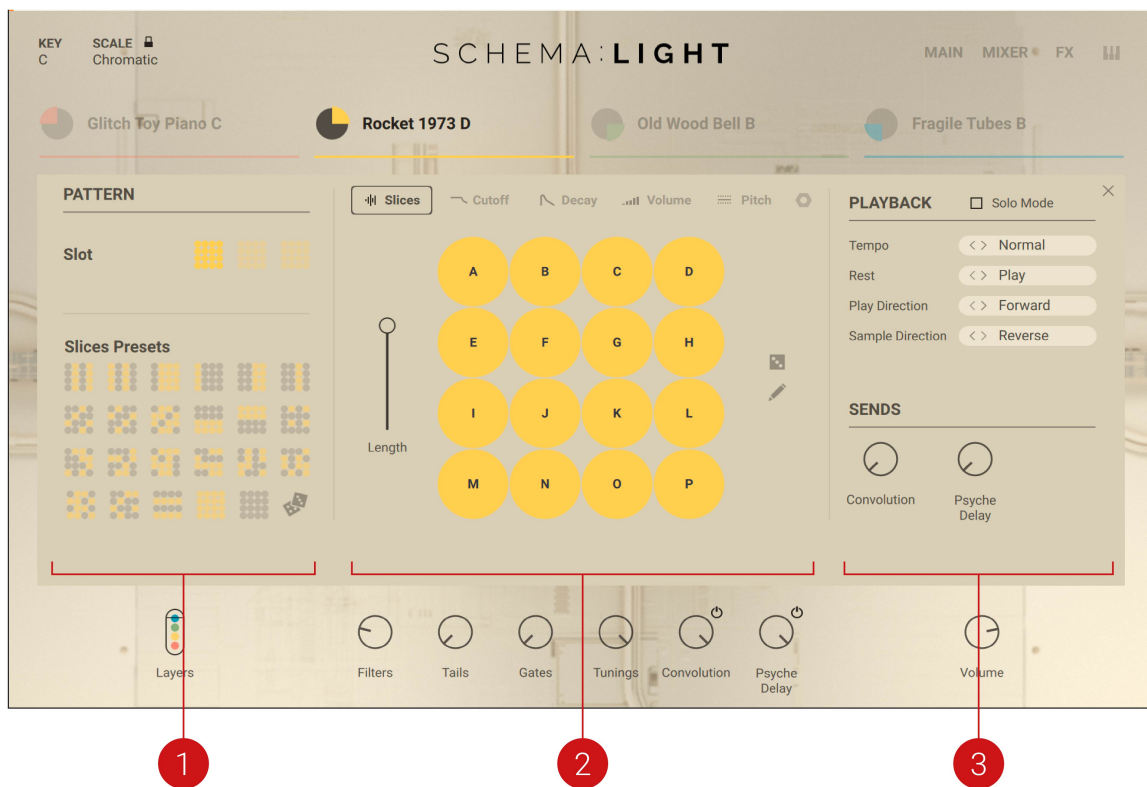 KEY
C
SCALE
Chromatic
SCHEMA:LIGHT
MAIN MIXER FX
Glitch Toy Piano C
Rocket 1973 D
Old Wood Bell B
Fragile Tubes B
PATTERN
Slot
Slices Presets
Slices Cutoff Decay Volume Pitch
A B C D
E F G H
I J K L
M N O P
Length
PLAYBACK Solo Mode
Tempo < > Normal
Rest < > Play
Play Direction < > Forward
Sample Direction < > Reverse
SENDS
Convolution
Psyche
Delay
Layers
Filters
Tails
Gates
Tunings
Convolution
Psyche
Delay
Volume
1
2
3